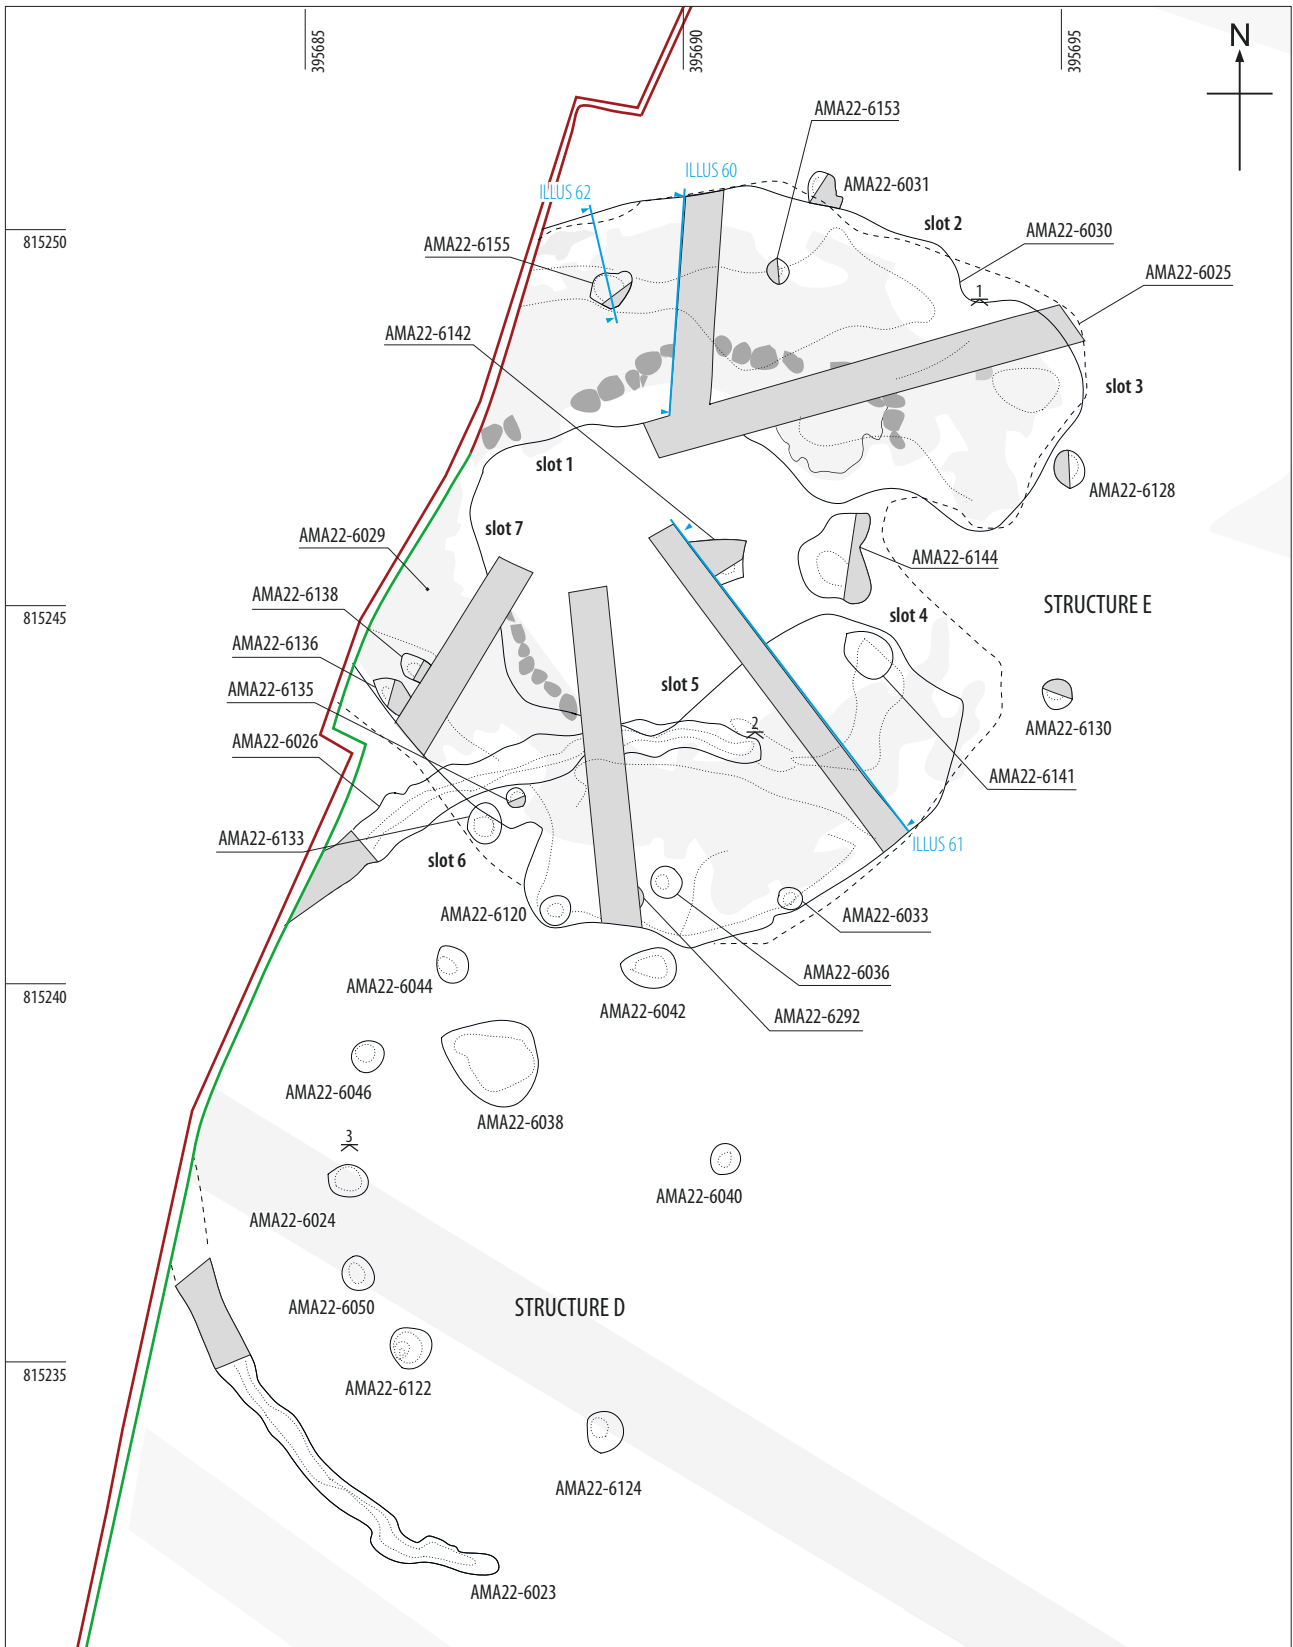 395685
395690
395695
N
AMA22-6153
ILLUS 60
ILLUS 62
AMA22-6031
slot 2
AMA22-6030
815250
AMA22-6155
AMA22-6025
1
AMA22-6142
slot 3
slot 1
AMA22-6128
slot 7
AMA22-6029
AMA22-6144
AMA22-6138
STRUCTURE E
815245
slot 4
AMA22-6136
slot 5
AMA22-6135
2
AMA22-6130
AMA22-6026
AMA22-6141
AMA22-6133
ILLUS 61
slot 6
AMA22-6120
AMA22-6033
AMA22-6036
AMA22-6044
815240
AMA22-6042
AMA22-6292
AMA22-6046
AMA22-6038
3
AMA22-6040
AMA22-6024
AMA22-6050
STRUCTURE D
815235
AMA22-6122
AMA22-6124
AMA22-6023